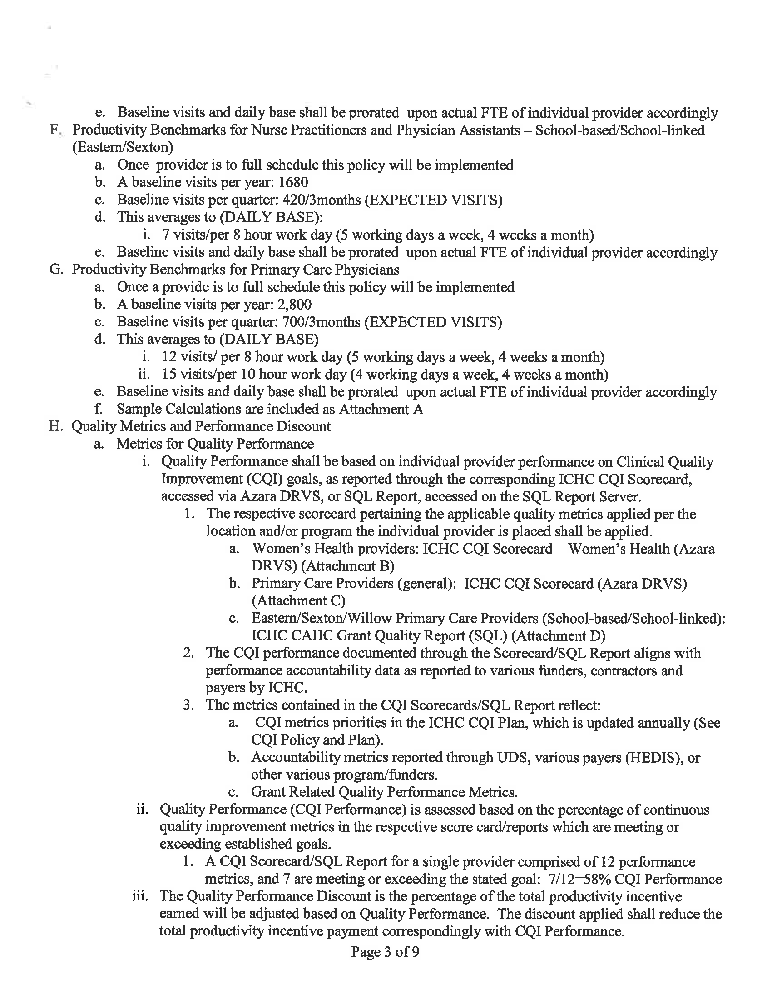 e. Baseline visits and daily base shall be prorated upon actual FTE of individual provider accordingly
F. Productivity Benchmarks for Nurse Practitioners and Physician Assistants – School-based/School-linked
(Eastern/Sexton)
a. Once provider is to full schedule this policy will be implemented
b. A baseline visits per year: 1680
c. Baseline visits per quarter: 420/3months (EXPECTED VISITS)
d. This averages to (DAILY BASE):
i. 7 visits/per 8 hour work day (5 working days a week, 4 weeks a month)
e. Baseline visits and daily base shall be prorated upon actual FTE of individual provider accordingly
G. Productivity Benchmarks for Primary Care Physicians
a. Once a provide is to full schedule this policy will be implemented
b. A baseline visits per year: 2,800
c. Baseline visits per quarter: 700/3months (EXPECTED VISITS)
d. This averages to (DAILY BASE)
i. 12 visits/ per 8 hour work day (5 working days a week, 4 weeks a month)
ii. 15 visits/per 10 hour work day (4 working days a week, 4 weeks a month)
e. Baseline visits and daily base shall be prorated upon actual FTE of individual provider accordingly
f. Sample Calculations are included as Attachment A
H. Quality Metrics and Performance Discount
a. Metrics for Quality Performance
i. Quality Performance shall be based on individual provider performance on Clinical Quality
Improvement (CQI) goals, as reported through the corresponding ICHC CQI Scorecard,
accessed via Azara DRVS, or SQL Report, accessed on the SQL Report Server.
1. The respective scorecard pertaining the applicable quality metrics applied per the
location and/or program the individual provider is placed shall be applied.
a. Women's Health providers: ICHC CQI Scorecard – Women's Health (Azara
DRVS) (Attachment B)
b. Primary Care Providers (general): ICHC CQI Scorecard (Azara DRVS)
(Attachment C)
c. Eastern/Sexton/Willow Primary Care Providers (School-based/School-linked):
ICHC CAHC Grant Quality Report (SQL) (Attachment D)
2. The CQI performance documented through the Scorecard/SQL Report aligns with
performance accountability data as reported to various funders, contractors and
payers by ICHC.
3. The metrics contained in the CQI Scorecards/SQL Report reflect:
a. CQI metrics priorities in the ICHC CQI Plan, which is updated annually (See
CQI Policy and Plan).
b. Accountability metrics reported through UDS, various payers (HEDIS), or
other various program/funders.
c. Grant Related Quality Performance Metrics.
ii. Quality Performance (CQI Performance) is assessed based on the percentage of continuous
quality improvement metrics in the respective score card/reports which are meeting or
exceeding established goals.
1. A CQI Scorecard/SQL Report for a single provider comprised of 12 performance
metrics, and 7 are meeting or exceeding the stated goal: 7/12=58% CQI Performance
iii. The Quality Performance Discount is the percentage of the total productivity incentive
earned will be adjusted based on Quality Performance. The discount applied shall reduce the
total productivity incentive payment correspondingly with CQI Performance.
Page 3 of 9